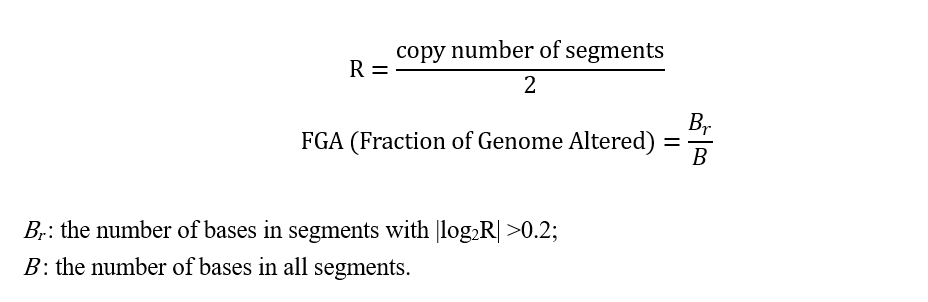 R = copy number of segments / 2
FGA (Fraction of Genome Altered) = Bᵣ / B
Bᵣ: the number of bases in segments with |log₂R| >0.2;
B: the number of bases in all segments.